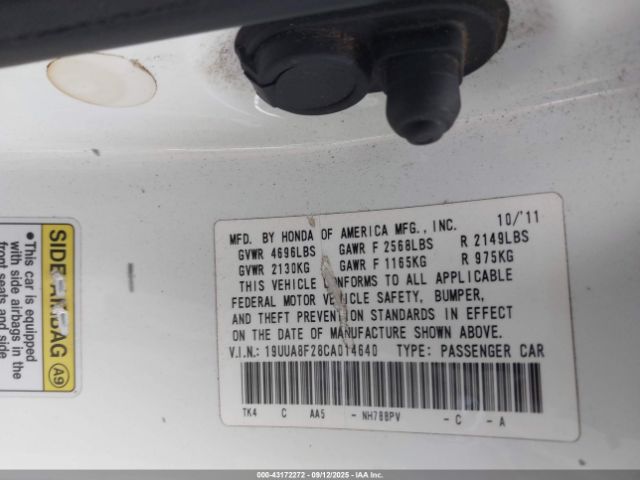 SIDE AIRBAG A9
This car is equipped
with side airbags in the
front seats and side
MFD. BY HONDA OF AMERICA MFG., INC. 10/'11
GVWR 4696LBS GAWR F 2568LBS R 2149LBS
GVWR 2130KG GAWR F 1165KG R 975KG
THIS VEHICLE CONFORMS TO ALL APPLICABLE
FEDERAL MOTOR VEHICLE SAFETY, BUMPER,
AND THEFT PREVENTION STANDARDS IN EFFECT
ON THE DATE OF MANUFACTURE SHOWN ABOVE.
V.I.N.: 19UUA8F28CA014640 TYPE: PASSENGER CAR
TK4 C AA5 - NH788PV - C - A
000-43172272 - 09/12/2025 - IAA Inc.